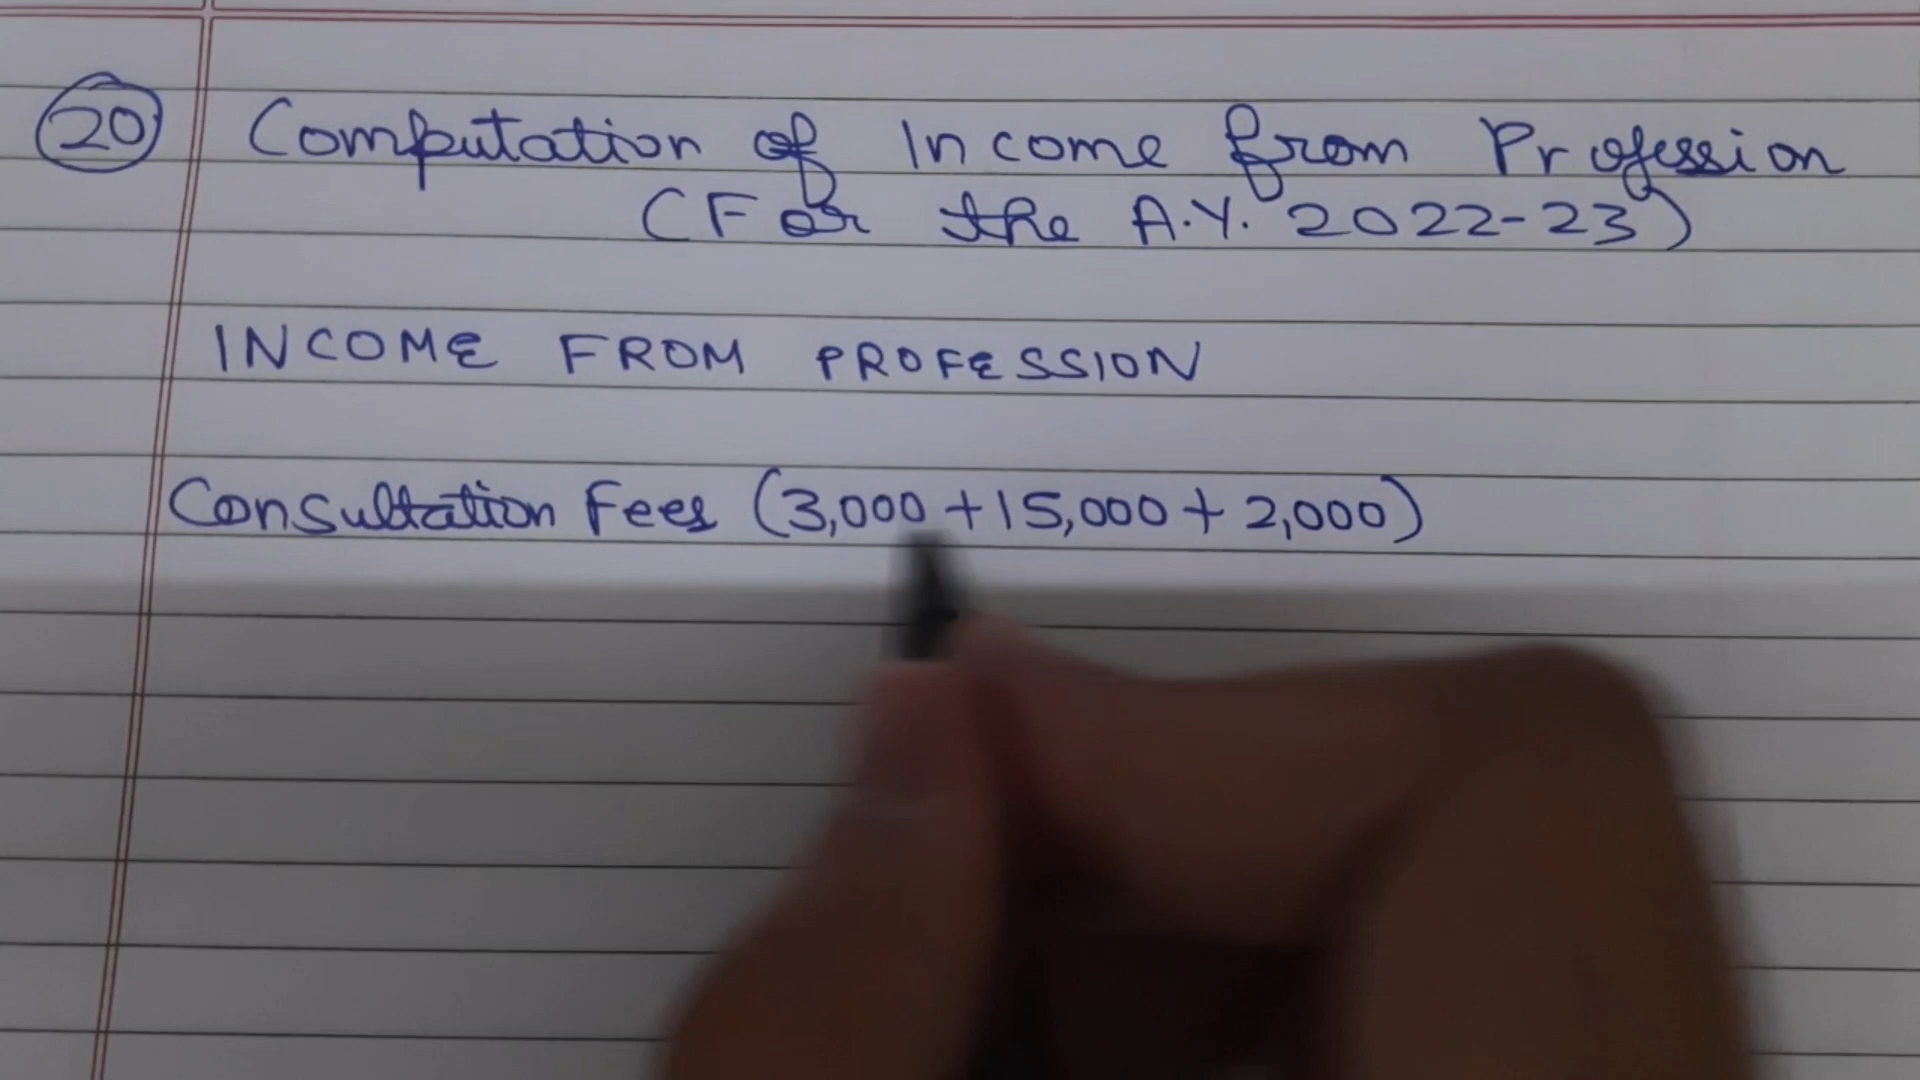 20 Computation of Income from Profession
(For the A.Y. 2022-23)
INCOME FROM PROFESSION
Consultation Fees (3,000+15,000+2,000)